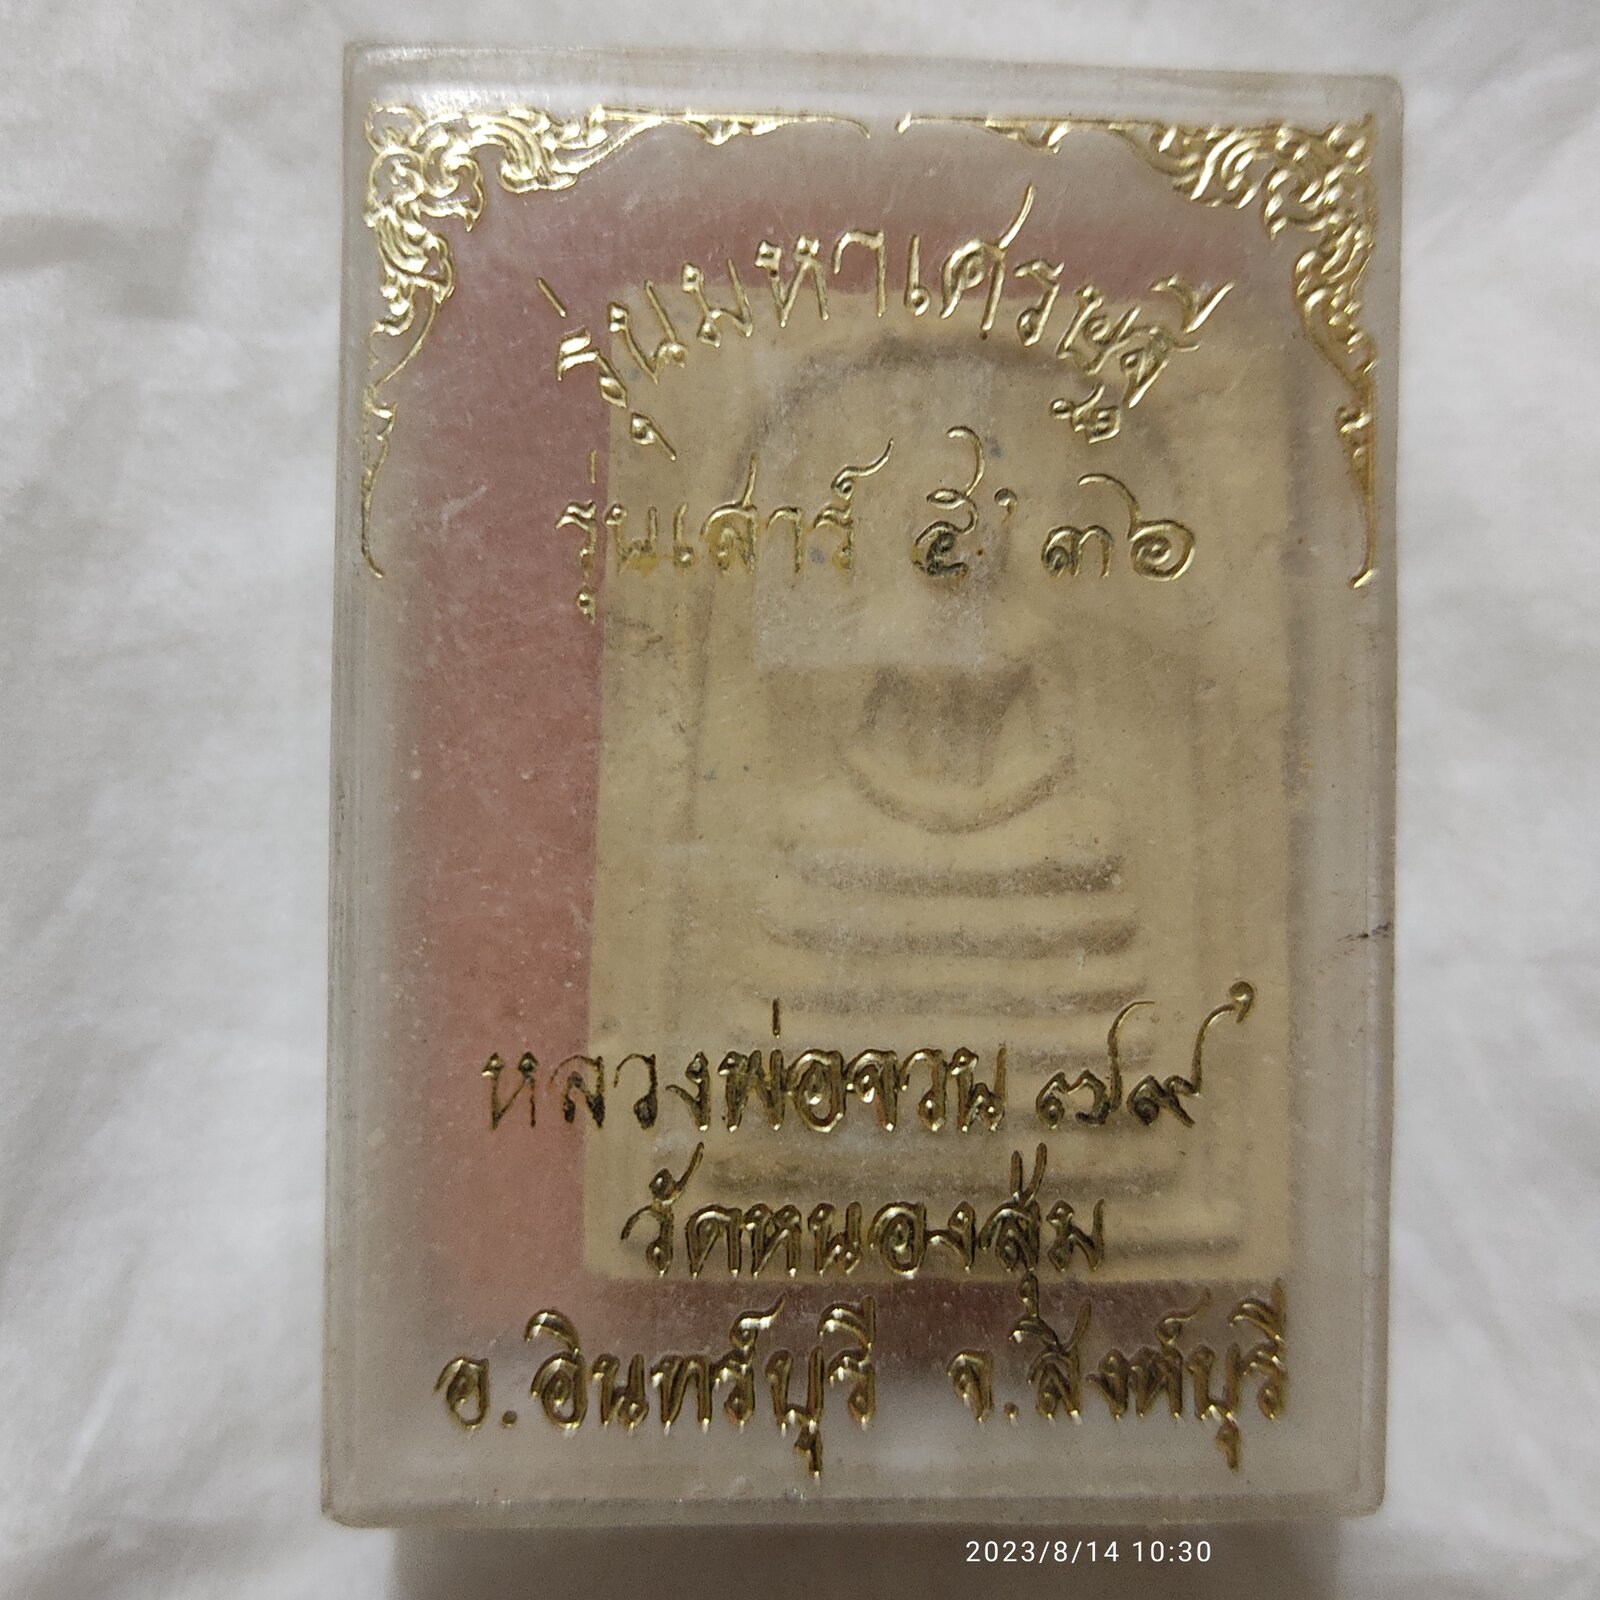 รุ่นมหาเศรษฐี
รุ่นเสาร์ ๕' ๓๖
หลวงพ่อจวน ๗๙
วัดหนองสุ่ม
อ.อินทร์บุรี จ.สิงห์บุรี
2023/8/14 10:30